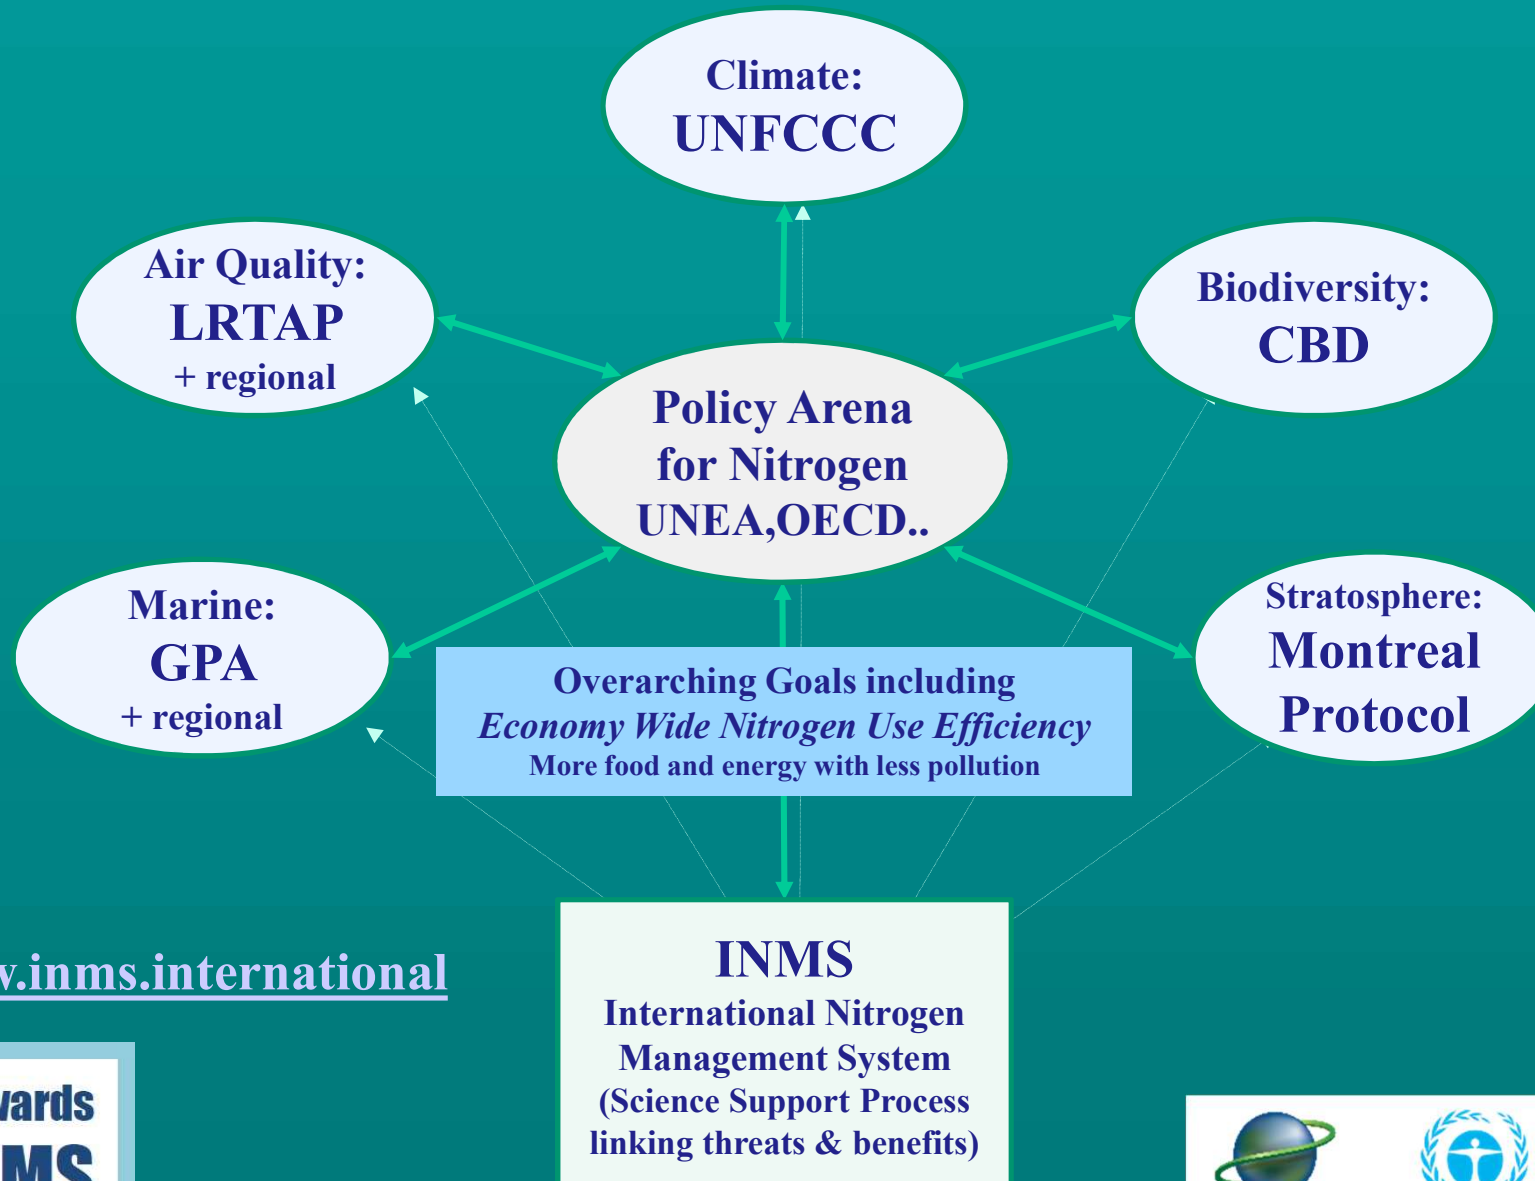 Climate:
UNFCCC
Air Quality:
LRTAP
+ regional
Biodiversity:
CBD
Policy Arena
for Nitrogen
UNEA,OECD..
Marine:
GPA
+ regional
Stratosphere:
Montreal
Protocol
Overarching Goals including
Economy Wide Nitrogen Use Efficiency
More food and energy with less pollution
.inms.international
INMS
International Nitrogen
Management System
(Science Support Process
linking threats & benefits)